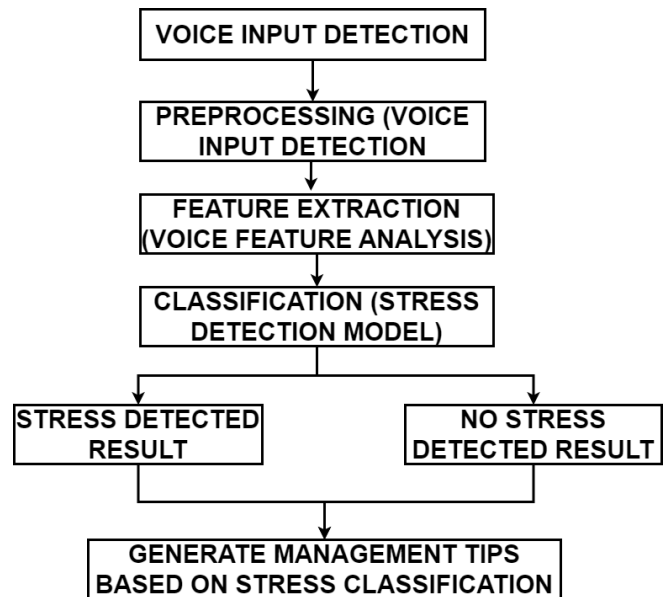 VOICE INPUT DETECTION
PREPROCESSING (VOICE
INPUT DETECTION
FEATURE EXTRACTION
(VOICE FEATURE ANALYSIS)
CLASSIFICATION (STRESS
DETECTION MODEL)
STRESS DETECTED
RESULT
NO STRESS
DETECTED RESULT
GENERATE MANAGEMENT TIPS
BASED ON STRESS CLASSIFICATION